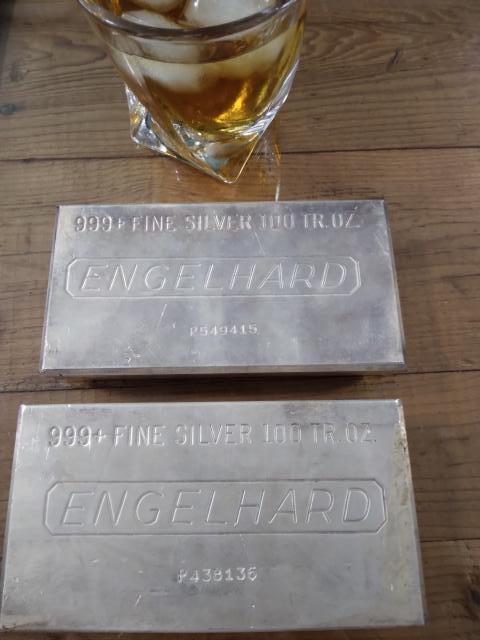 999+ FINE SILVER 100 TR.OZ.
ENGELHARD
P549415
999+ FINE SILVER 100 TR.OZ.
ENGELHARD
P438136